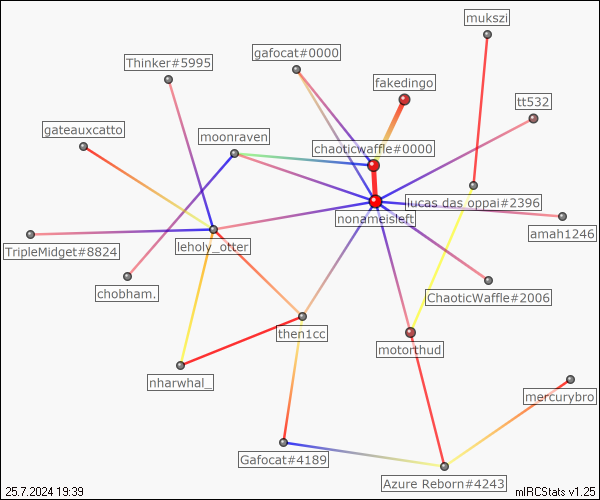 mukszi
gafocat#0000
Thinker#5995
fakedingo
tt532
gateauxcatto
moonraven
chaoticwaffle#0000
lucas das oppai#2396
nonameisleft
amah1246
TripleMidget#8824
leholy_otter
chobham.
ChaoticWaffle#2006
then1cc
motorthud
nharwhal_
mercurybro
Gafocat#4189
Azure Reborn#4243
25.7.2024 19:39
mIRCStats v1.25